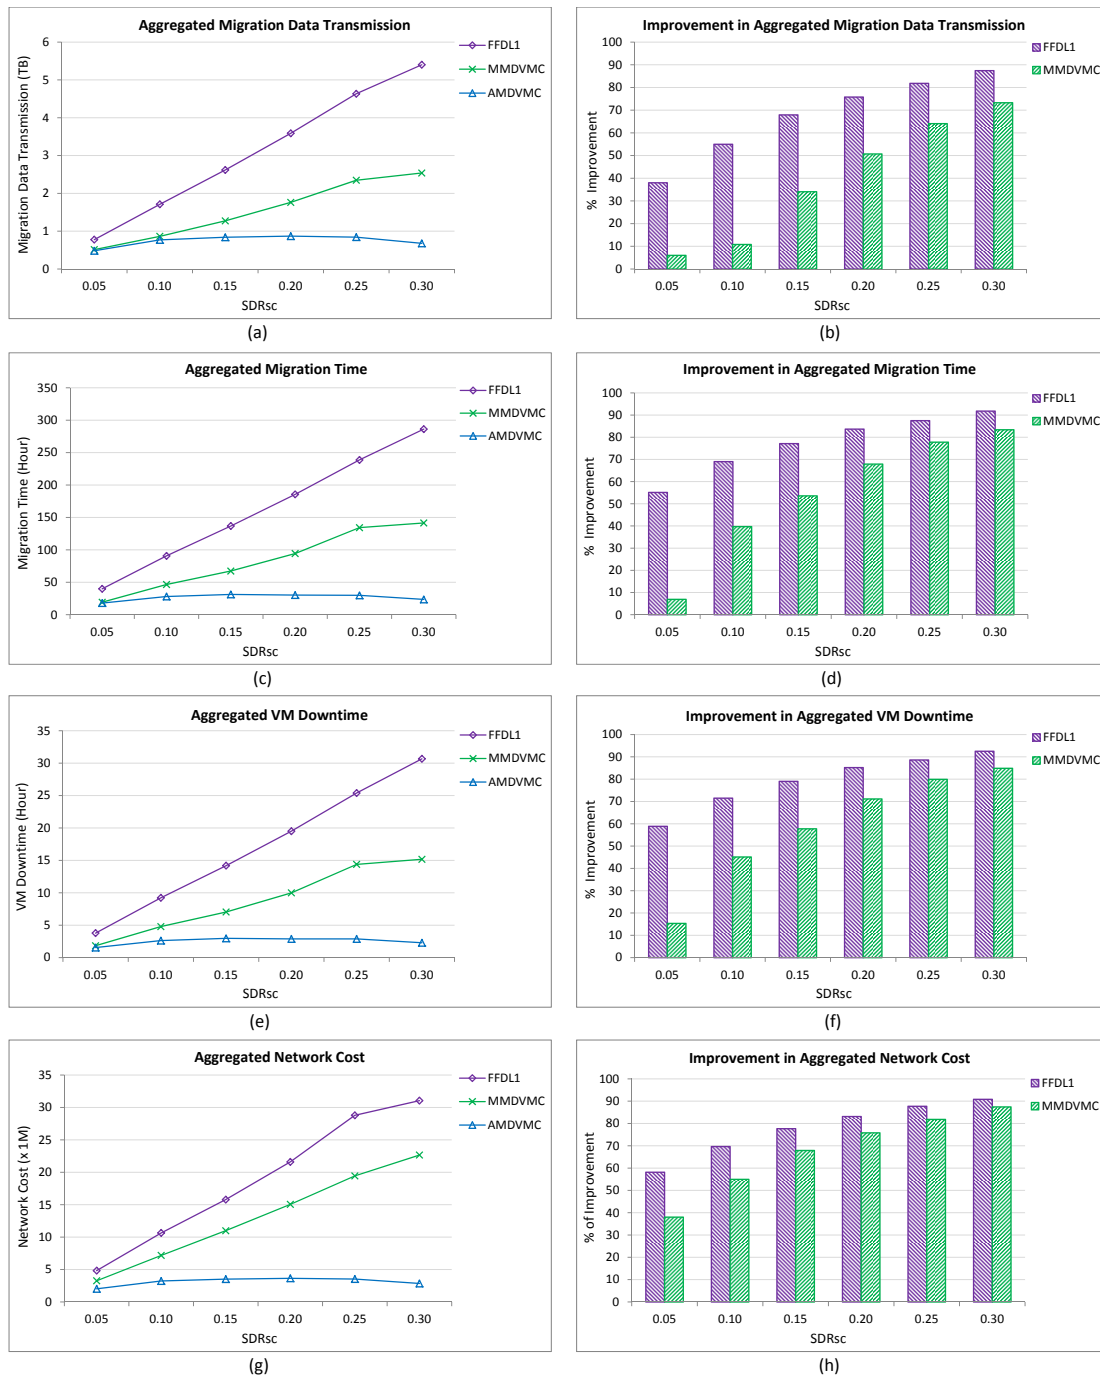 Aggregated Migration Data Transmission
Migration Data Transmission (TB)
6
5
4
3
2
1
0
0.05 0.10 0.15 0.20 0.25 0.30
SDRsc
FFDL1
MMDVMC
AMDVMC
(a)
Improvement in Aggregated Migration Data Transmission
% Improvement
100
90
80
70
60
50
40
30
20
10
0
0.05 0.10 0.15 0.20 0.25 0.30
SDRsc
FFDL1
MMDVMC
(b)
Aggregated Migration Time
Migration Time (Hour)
350
300
250
200
150
100
50
0
0.05 0.10 0.15 0.20 0.25 0.30
SDRsc
FFDL1
MMDVMC
AMDVMC
(c)
Improvement in Aggregated Migration Time
% Improvement
100
90
80
70
60
50
40
30
20
10
0
0.05 0.10 0.15 0.20 0.25 0.30
SDRsc
FFDL1
MMDVMC
(d)
Aggregated VM Downtime
VM Downtime (Hour)
35
30
25
20
15
10
5
0
0.05 0.10 0.15 0.20 0.25 0.30
SDRsc
FFDL1
MMDVMC
AMDVMC
(e)
Improvement in Aggregated VM Downtime
% Improvement
100
90
80
70
60
50
40
30
20
10
0
0.05 0.10 0.15 0.20 0.25 0.30
SDRsc
FFDL1
MMDVMC
(f)
Aggregated Network Cost
Network Cost (x 1M)
35
30
25
20
15
10
5
0
0.05 0.10 0.15 0.20 0.25 0.30
SDRsc
FFDL1
MMDVMC
AMDVMC
(g)
Improvement in Aggregated Network Cost
% of Improvement
100
90
80
70
60
50
40
30
20
10
0
0.05 0.10 0.15 0.20 0.25 0.30
SDRsc
FFDL1
MMDVMC
(h)